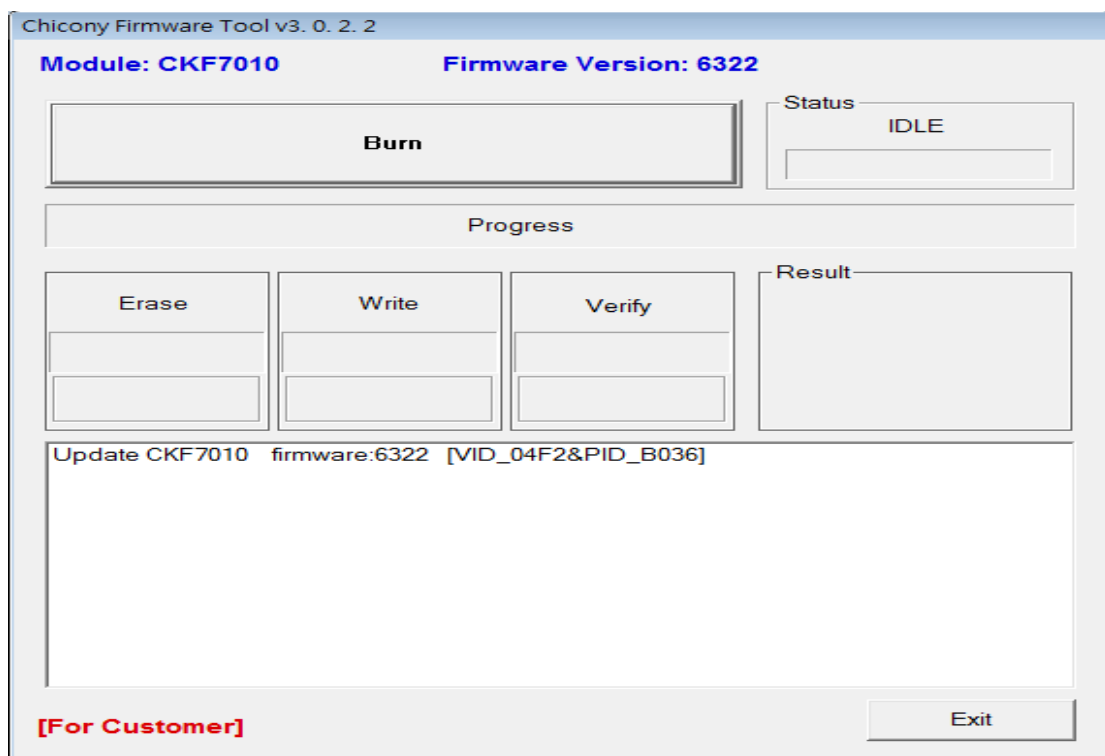 Chicony Firmware Tool v3. 0. 2. 2
Module: CKF7010 Firmware Version: 6322
Burn
Status
IDLE
Progress
Erase
Write
Verify
Result
Update CKF7010 firmware:6322 [VID_04F2&PID_B036]
[For Customer]
Exit